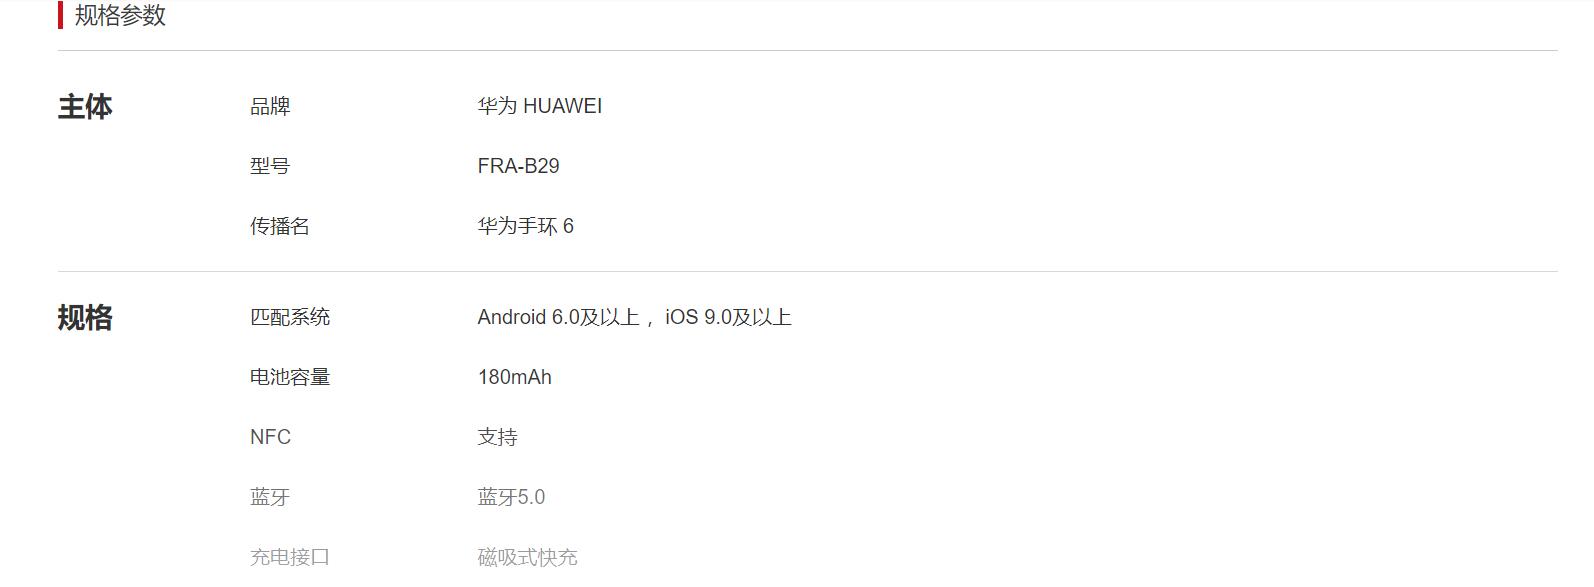 规格参数
主体 品牌 华为 HUAWEI
型号 FRA-B29
传播名 华为手环 6
规格 匹配系统 Android 6.0及以上， iOS 9.0及以上
电池容量 180mAh
NFC 支持
蓝牙 蓝牙5.0
充电接口 磁吸式快充